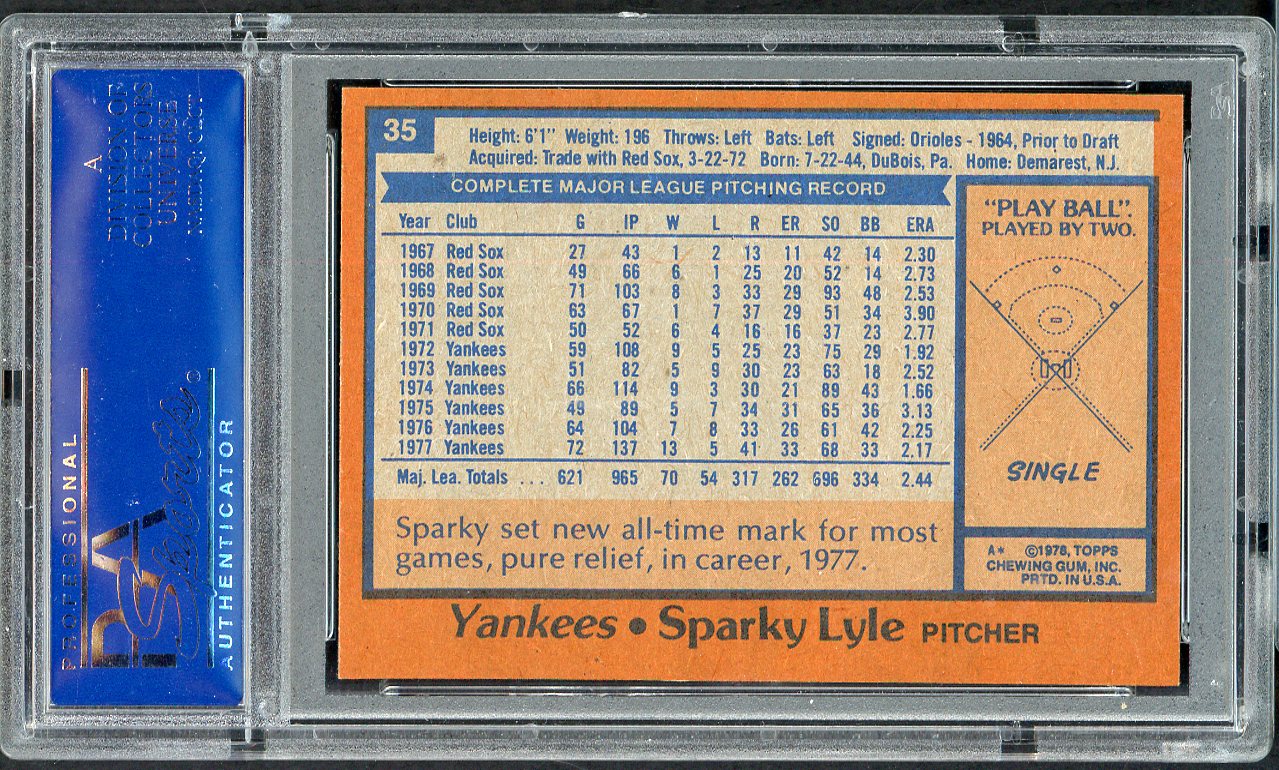 A
DIVISION OF
COLLECTORS
UNIVERSE
NASDAQ: CLCT
PROFESSIONAL
PSA
AUTHENTICATOR
35
Height: 6'1" Weight: 196 Throws: Left Bats: Left Signed: Orioles - 1964, Prior to Draft
Acquired: Trade with Red Sox, 3-22-72 Born: 7-22-44, DuBois, Pa. Home: Demarest, N.J.
COMPLETE MAJOR LEAGUE PITCHING RECORD
Year Club G IP W L R ER SO BB ERA
1967 Red Sox 27 43 1 2 13 11 42 14 2.30
1968 Red Sox 49 66 6 1 25 20 52 14 2.73
1969 Red Sox 71 103 8 3 33 29 93 48 2.53
1970 Red Sox 63 67 1 7 37 29 51 34 3.90
1971 Red Sox 50 52 6 4 16 16 37 23 2.77
1972 Yankees 59 108 9 5 25 23 75 29 1.92
1973 Yankees 51 82 5 9 30 23 63 18 2.52
1974 Yankees 66 114 9 3 30 21 89 43 1.66
1975 Yankees 49 89 5 7 34 31 65 36 3.13
1976 Yankees 64 104 7 8 33 26 61 42 2.25
1977 Yankees 72 137 13 5 41 33 68 33 2.17
Maj. Lea. Totals ... 621 965 70 54 317 262 696 334 2.44
Sparky set new all-time mark for most
games, pure relief, in career, 1977.
"PLAY BALL".
PLAYED BY TWO.
SINGLE
A* ©1978, TOPPS
CHEWING GUM, INC.
PRTD. IN U.S.A.
Yankees • Sparky Lyle PITCHER